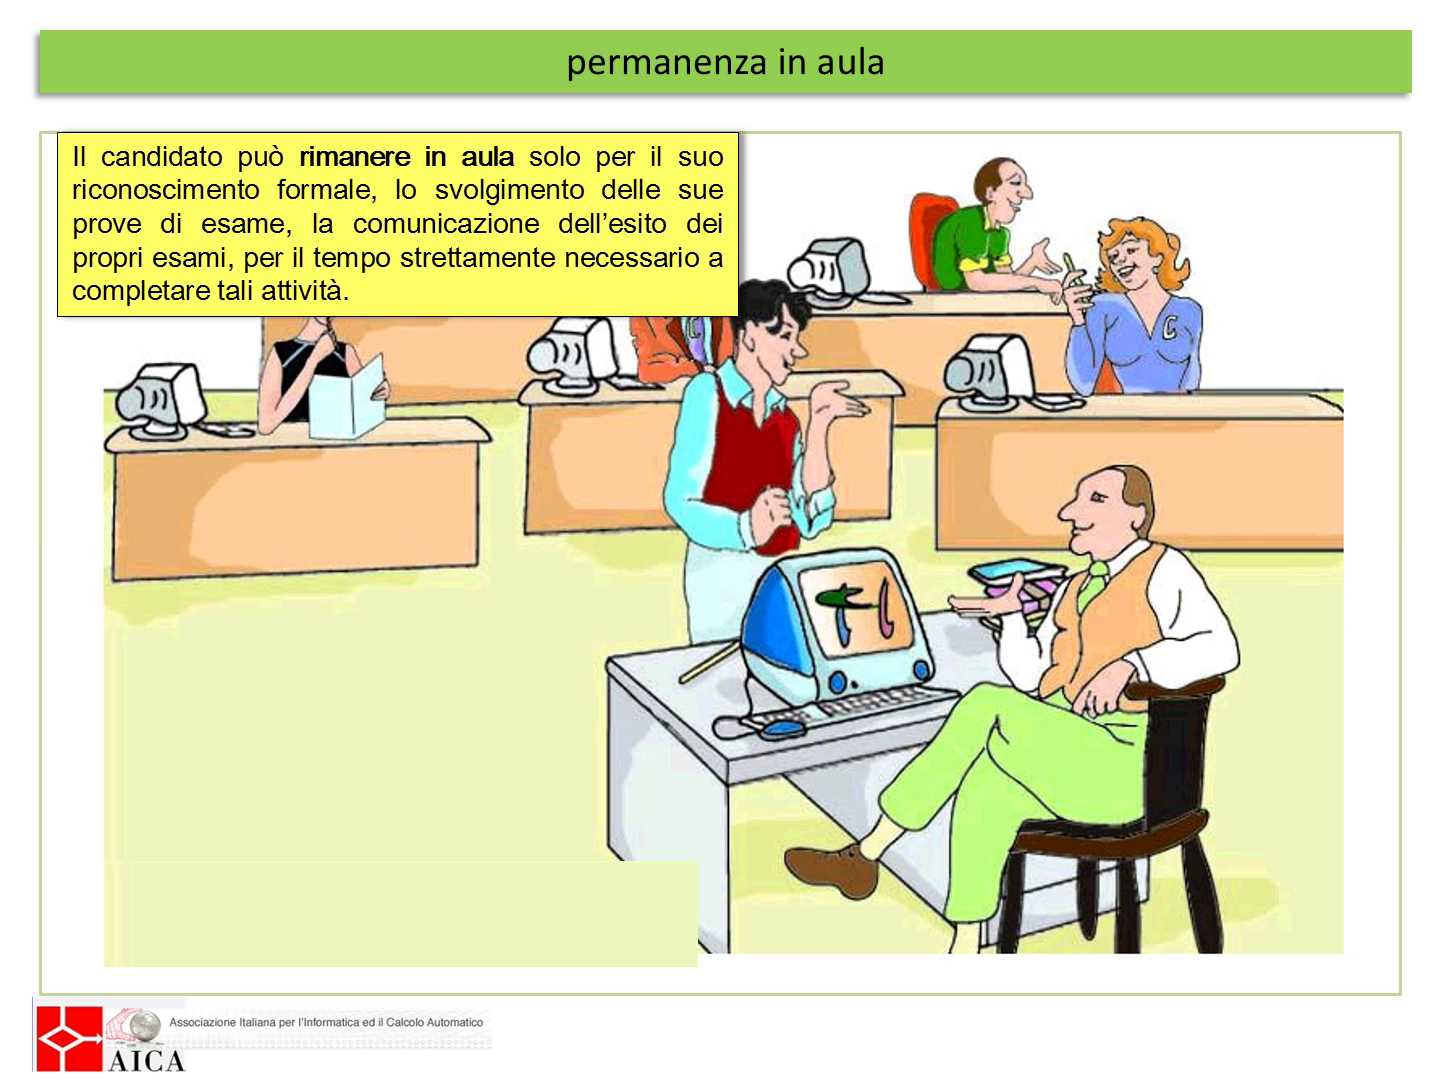 permanenza in aula
Il candidato può rimanere in aula solo per il suo
riconoscimento formale, lo svolgimento delle sue
prove di esame, la comunicazione dell’esito dei
propri esami, per il tempo strettamente necessario a
completare tali attività.
C
Associazione Italiana per l'Informatica ed il Calcolo Automatico
AICA